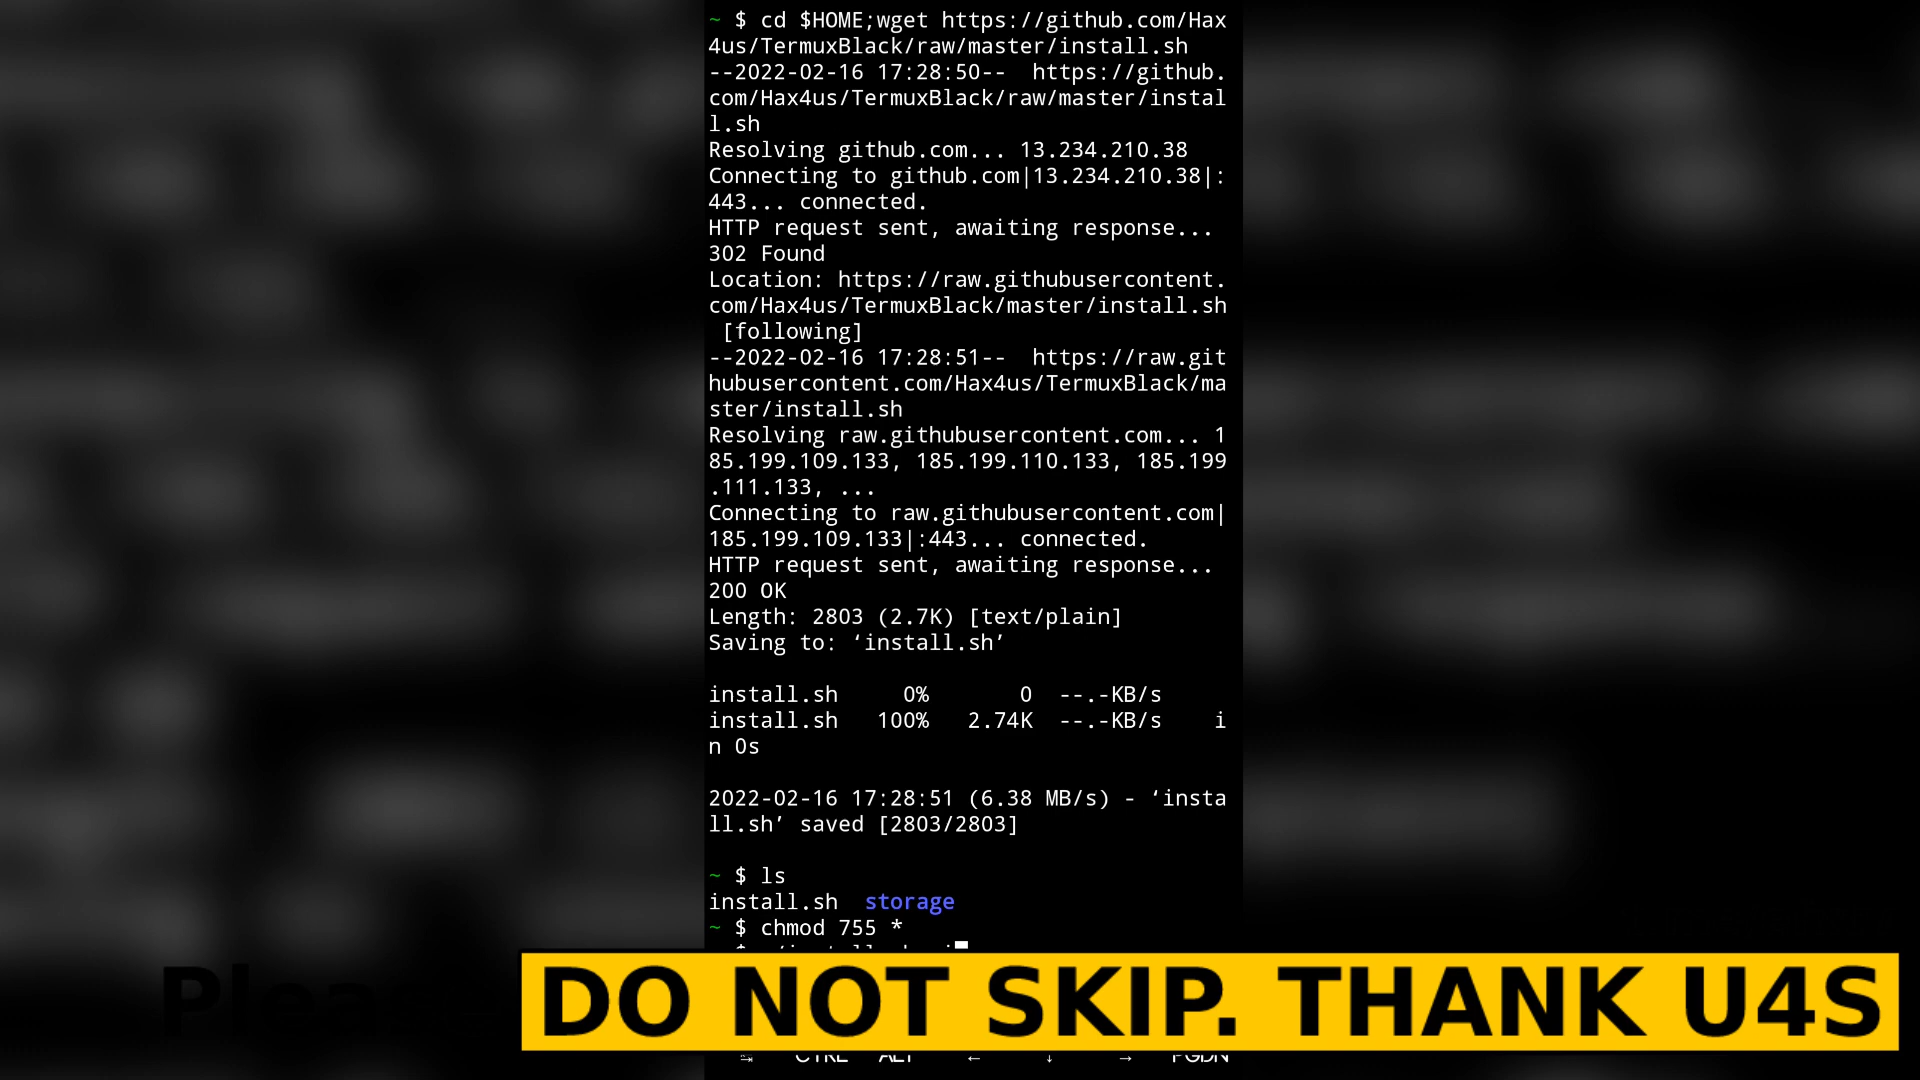 ~ $ cd $HOME;wget https://github.com/Hax
4us/TermuxBlack/raw/master/install.sh
--2022-02-16 17:28:50--  https://github.
com/Hax4us/TermuxBlack/raw/master/instal
l.sh
Resolving github.com... 13.234.210.38
Connecting to github.com|13.234.210.38|:
443... connected.
HTTP request sent, awaiting response...
302 Found
Location: https://raw.githubusercontent.
com/Hax4us/TermuxBlack/master/install.sh
 [following]
--2022-02-16 17:28:51--  https://raw.git
hubusercontent.com/Hax4us/TermuxBlack/ma
ster/install.sh
Resolving raw.githubusercontent.com... 1
85.199.109.133, 185.199.110.133, 185.199
.111.133, ...
Connecting to raw.githubusercontent.com|
185.199.109.133|:443... connected.
HTTP request sent, awaiting response...
200 OK
Length: 2803 (2.7K) [text/plain]
Saving to: ‘install.sh’
install.sh     0%       0  --.-KB/s
install.sh   100%   2.74K  --.-KB/s    i
n 0s
2022-02-16 17:28:51 (6.38 MB/s) - ‘insta
ll.sh’ saved [2803/2803]
~ $ ls
install.sh  storage
~ $ chmod 755 *
Plea
DO NOT SKIP. THANK U4S
CTRL ALT ← ↓ → PGDN